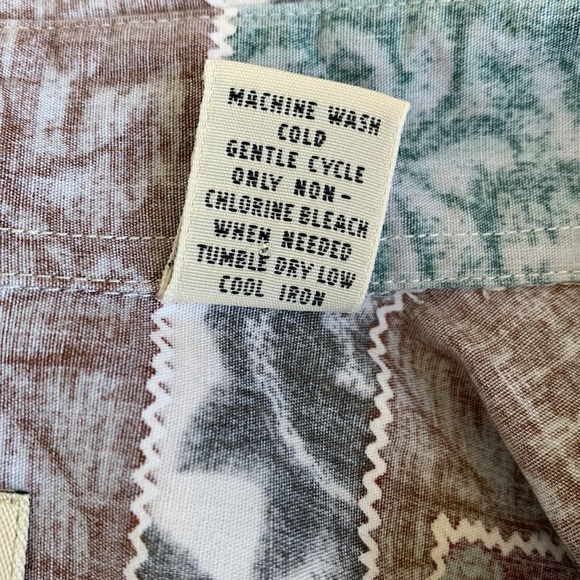 MACHINE WASH
COLD
GENTLE CYCLE
ONLY NON-
CHLORINE BLEACH
WHEN NEEDED
TUMBLE DRY LOW
COOL IRON